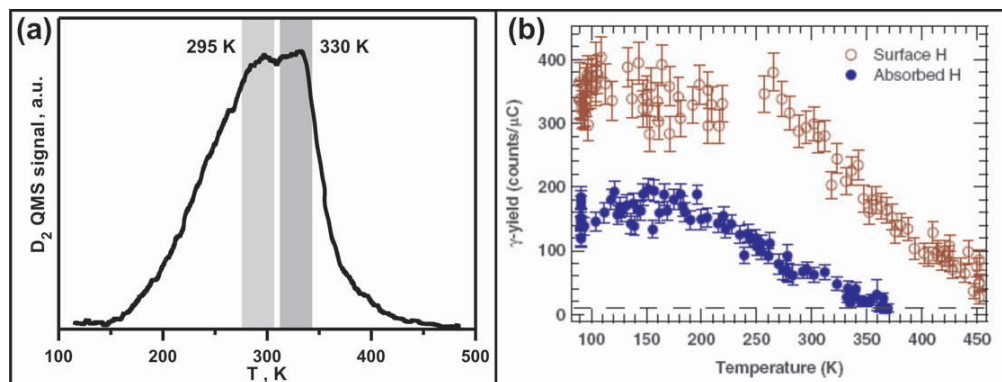 (a)
295 K
330 K
D₂ QMS signal, a.u.
100
200
300
400
500
T , K
(b)
Surface H
Absorbed H
γ-yield (counts/μC)
400
300
200
100
0
100
150
200
250
300
350
400
450
Temperature (K)